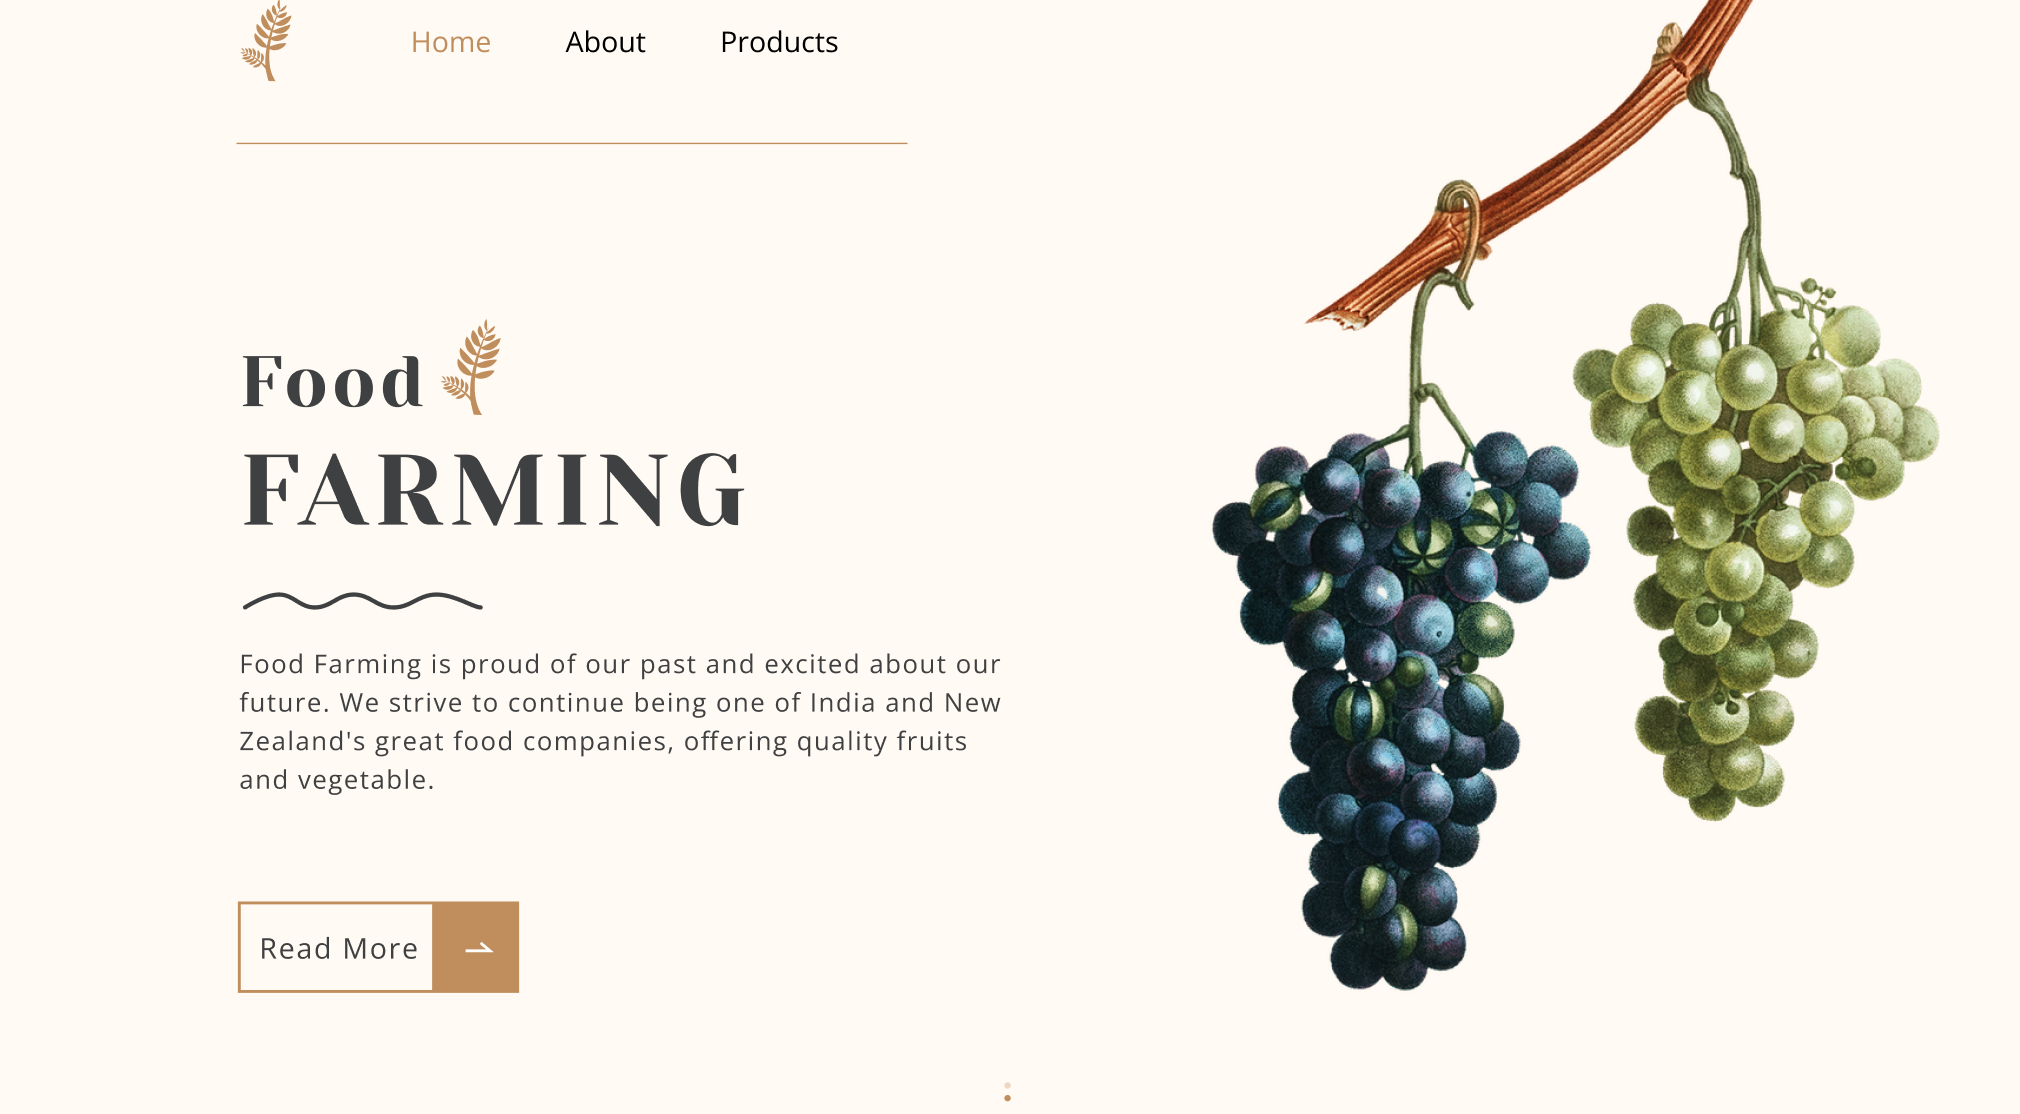 Home About Products
Food
FARMING
Food Farming is proud of our past and excited about our
future. We strive to continue being one of India and New
Zealand's great food companies, offering quality fruits
and vegetable.
Read More